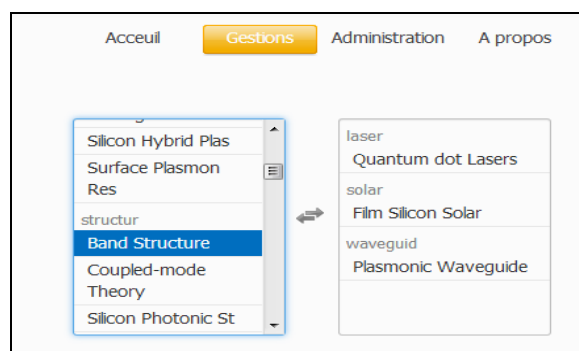 Acceuil Gestions Administration A propos
Silicon Hybrid Plas
Surface Plasmon
Res
structur
Band Structure
Coupled-mode
Theory
Silicon Photonic St
laser
Quantum dot Lasers
solar
Film Silicon Solar
waveguid
Plasmonic Waveguide